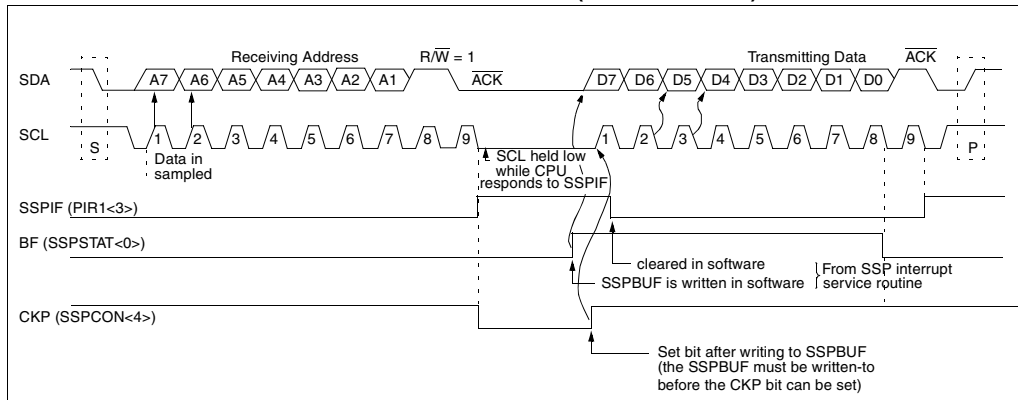 Receiving Address R/W = 1 Transmitting Data ACK
SDA A7 A6 A5 A4 A3 A2 A1 ACK D7 D6 D5 D4 D3 D2 D1 D0
SCL S 1 2 3 4 5 6 7 8 9 1 2 3 4 5 6 7 8 9 P
Data in
sampled
SCL held low
while CPU
responds to SSPIF
SSPIF (PIR1<3>)
BF (SSPSTAT<0>)
cleared in software
SSPBUF is written in software
From SSP interrupt
service routine
CKP (SSPCON<4>)
Set bit after writing to SSPBUF
(the SSPBUF must be written-to
before the CKP bit can be set)